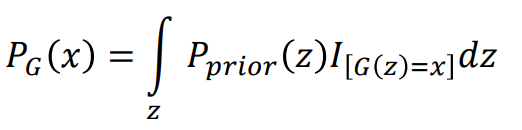 P_G(x) = ∫_z P_prior(z) I_[G(z)=x] dz